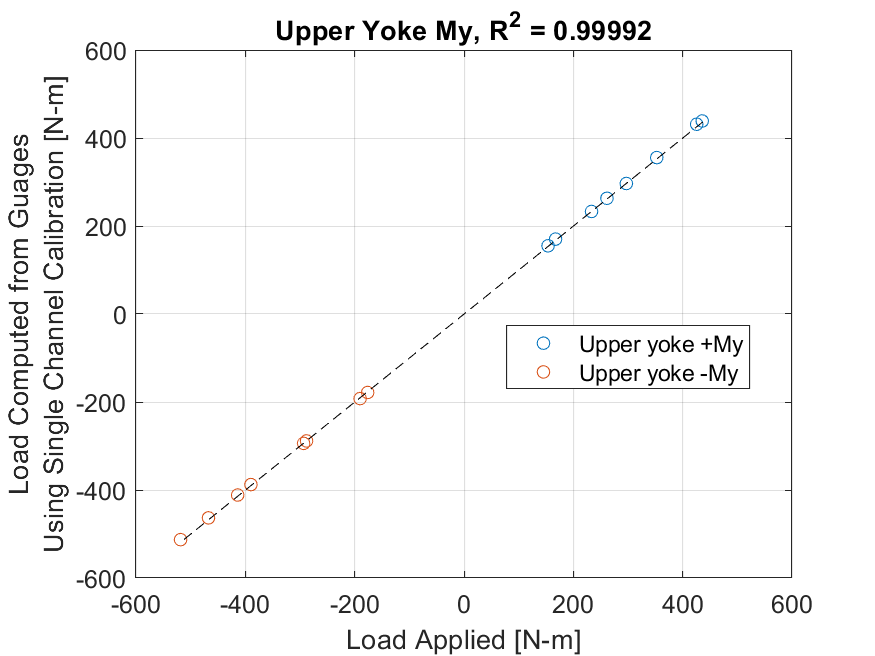 Upper Yoke My, R² = 0.99992
Load Computed from Guages
Using Single Channel Calibration [N-m]
600
400
200
0
-200
-400
-600
Upper yoke +My
Upper yoke -My
-600 -400 -200 0 200 400 600
Load Applied [N-m]